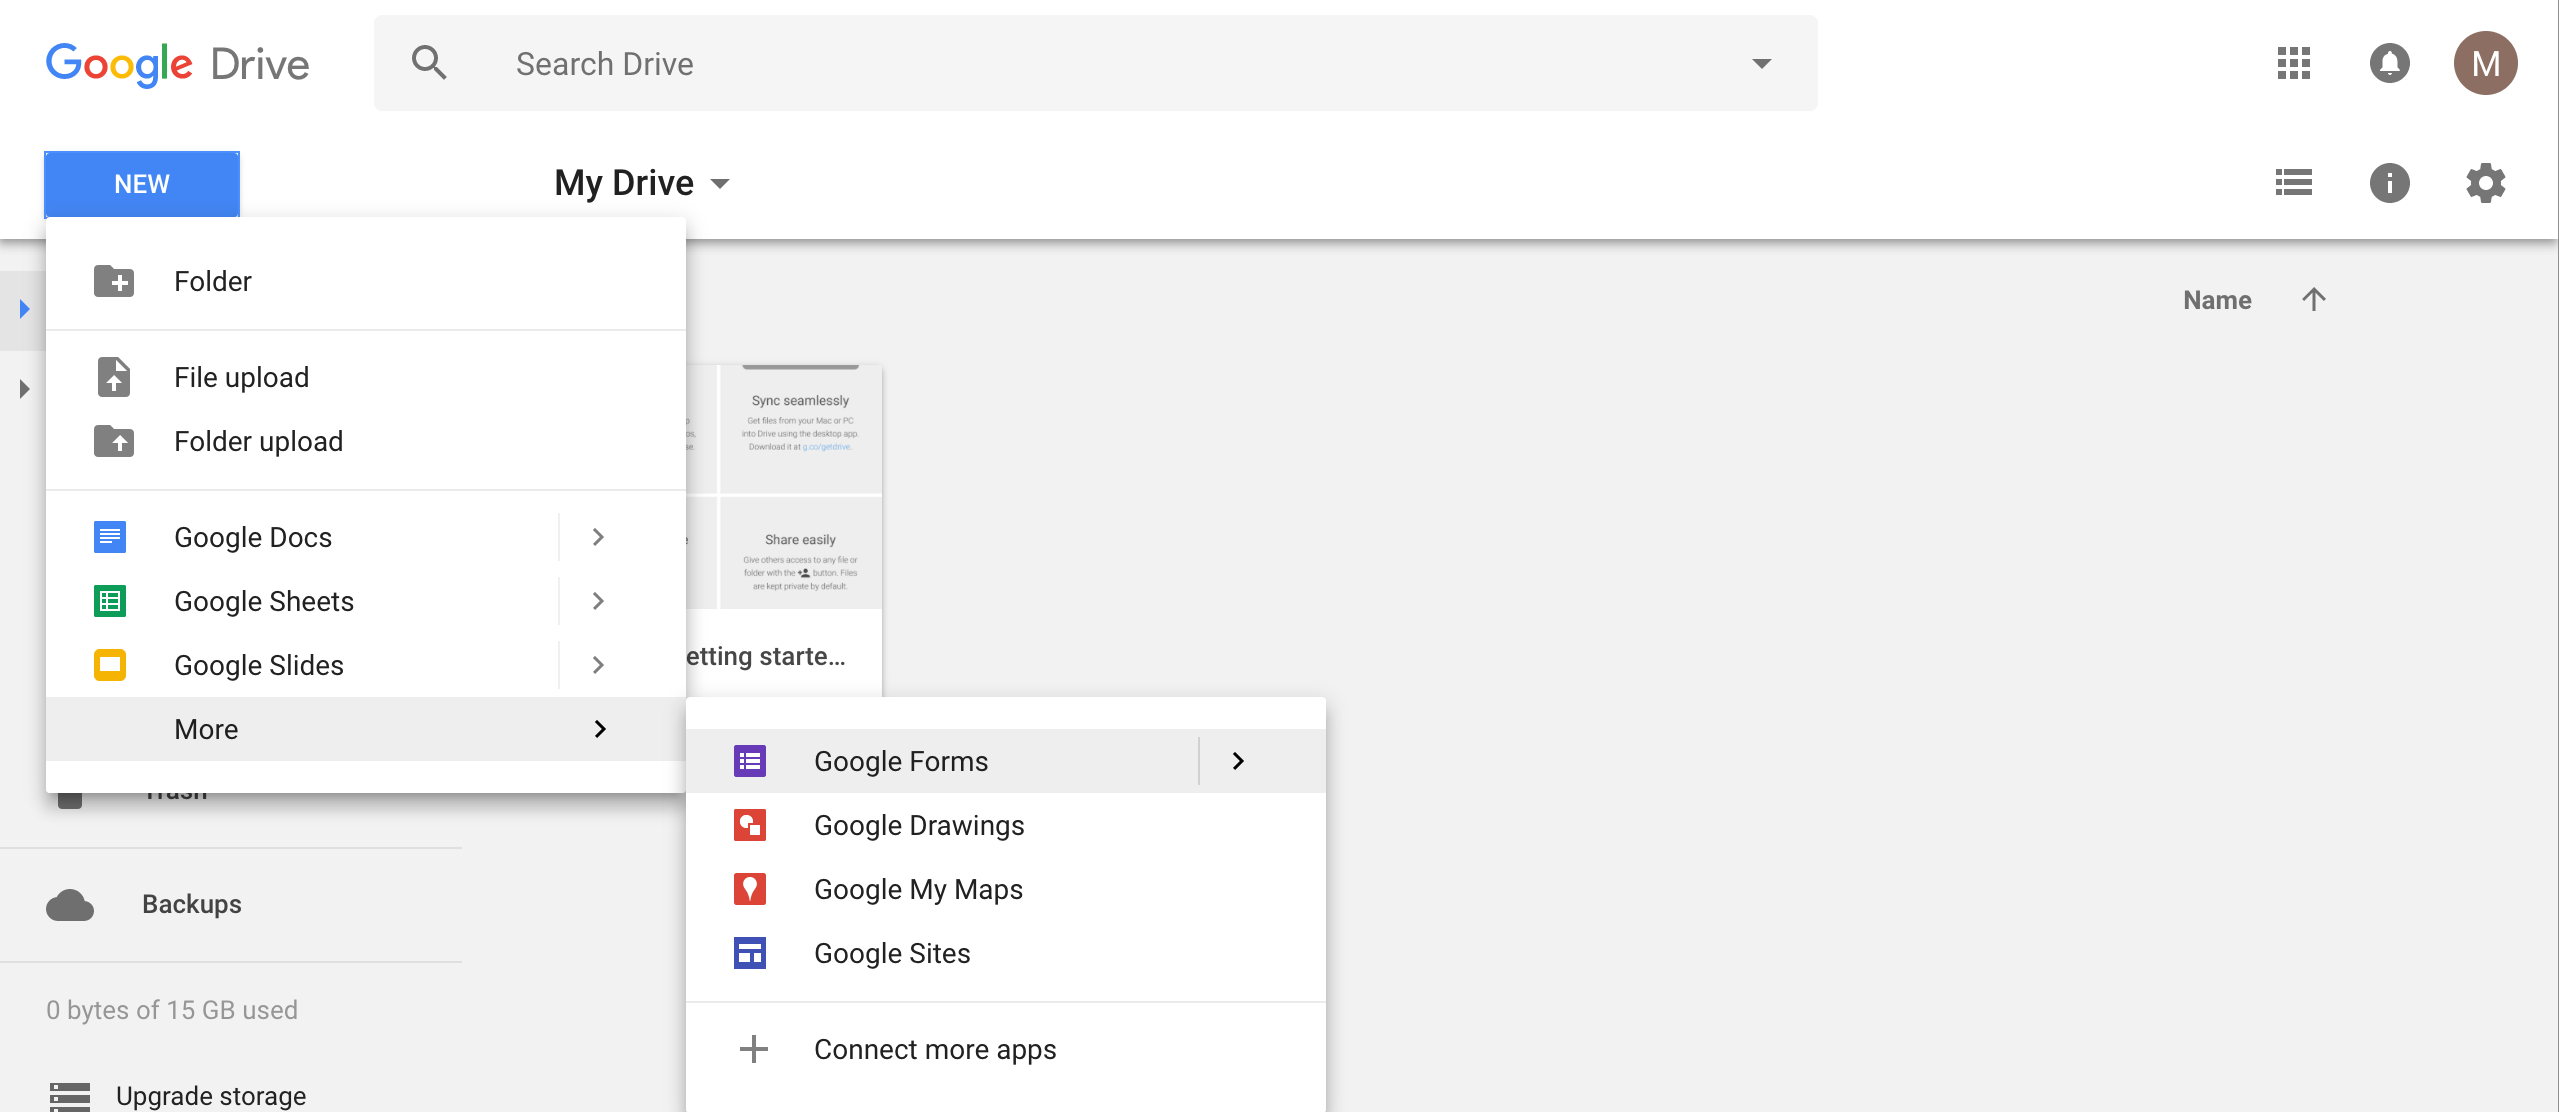 Google Drive
Search Drive
M
NEW
My Drive
Folder
Name
File upload
Folder upload
Sync seamlessly
Get files from your Mac or PC
into Drive using the desktop app.
Download it at g.co/getdrive.
Google Docs
Google Sheets
Google Slides
More
Share easily
Give others access to any file or
folder with the button. Files
are kept private by default.
etting starte...
Google Forms
Google Drawings
Google My Maps
Google Sites
Connect more apps
Trash
Backups
0 bytes of 15 GB used
Upgrade storage